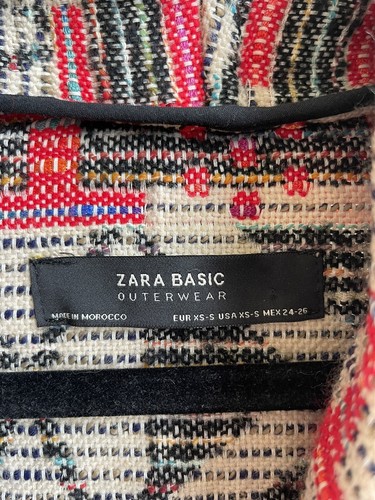 ZARA BASIC
OUTERWEAR
MADE IN MOROCCO
EUR XS-S USA XS-S MEX 24-26